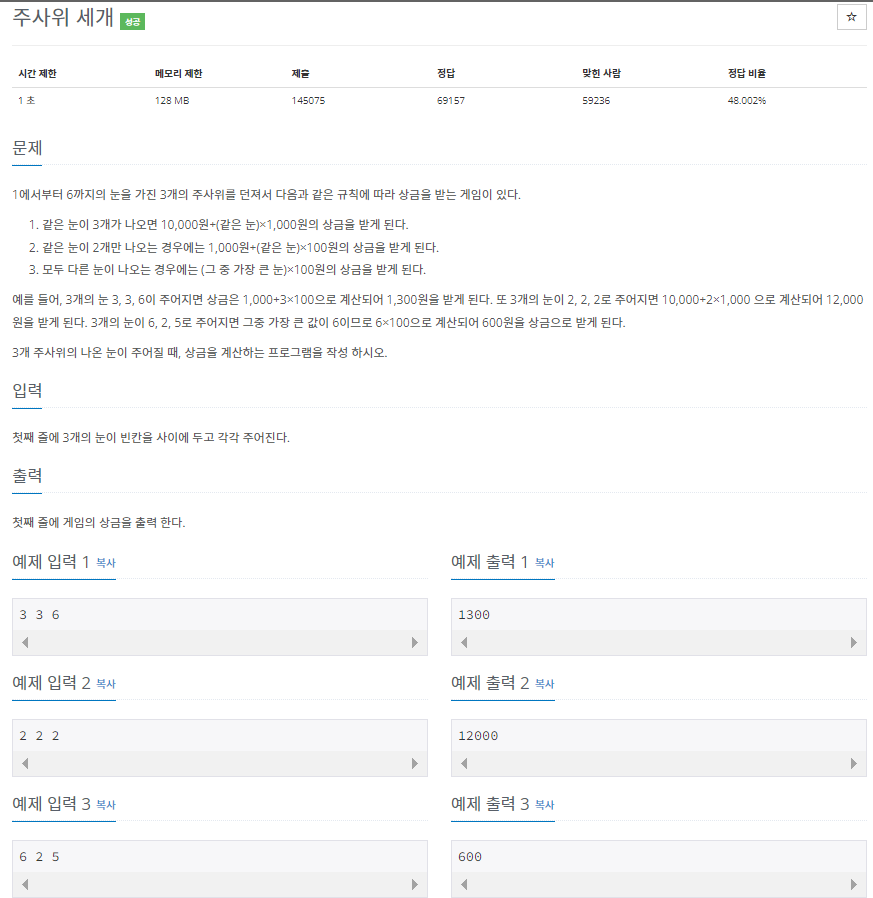 주사위 세개 성공
☆
시간 제한 메모리 제한 제출 정답 맞힌 사람 정답 비율
1 초 128 MB 145075 69157 59236 48.002%
문제
1에서부터 6까지의 눈을 가진 3개의 주사위를 던져서 다음과 같은 규칙에 따라 상금을 받는 게임이 있다.
1. 같은 눈이 3개가 나오면 10,000원+(같은 눈)×1,000원의 상금을 받게 된다.
2. 같은 눈이 2개만 나오는 경우에는 1,000원+(같은 눈)×100원의 상금을 받게 된다.
3. 모두 다른 눈이 나오는 경우에는 (그 중 가장 큰 눈)×100원의 상금을 받게 된다.
예를 들어, 3개의 눈 3, 3, 6이 주어지면 상금은 1,000+3×100으로 계산되어 1,300원을 받게 된다. 또 3개의 눈이 2, 2, 2로 주어지면 10,000+2×1,000 으로 계산되어 12,000
원을 받게 된다. 3개의 눈이 6, 2, 5로 주어지면 그중 가장 큰 값이 6이므로 6×100으로 계산되어 600원을 상금으로 받게 된다.
3개 주사위의 나온 눈이 주어질 때, 상금을 계산하는 프로그램을 작성 하시오.
입력
첫째 줄에 3개의 눈이 빈칸을 사이에 두고 각각 주어진다.
출력
첫째 줄에 게임의 상금을 출력 한다.
예제 입력 1 복사
3 3 6
예제 출력 1 복사
1300
예제 입력 2 복사
2 2 2
예제 출력 2 복사
12000
예제 입력 3 복사
6 2 5
예제 출력 3 복사
600